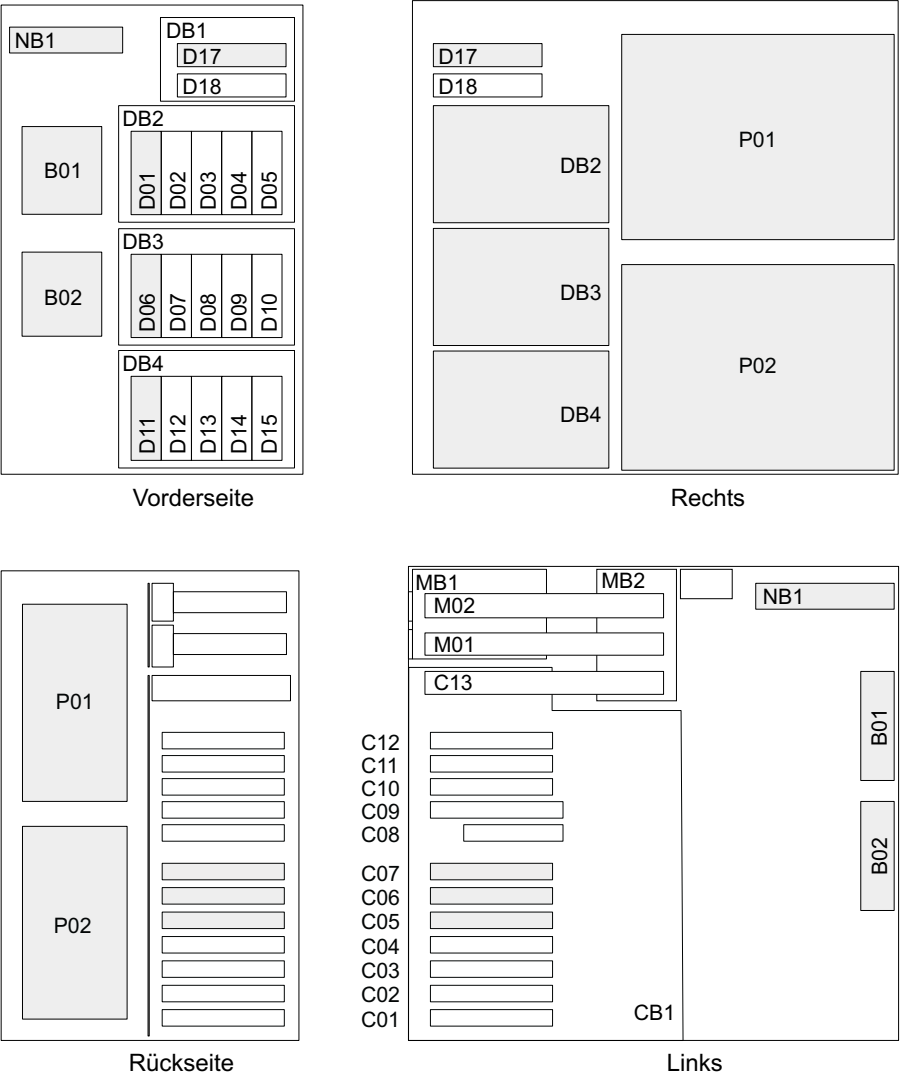 NB1
DB1
D17
D18
DB2
B01
D01
D02
D03
D04
D05
DB3
B02
D06
D07
D08
D09
D10
DB4
D11
D12
D13
D14
D15
Vorderseite
D17
D18
P01
DB2
DB3
P02
DB4
Rechts
P01
P02
Rückseite
MB1
MB2
NB1
M02
M01
C13
B01
C12
C11
C10
C09
C08
B02
C07
C06
C05
C04
C03
C02
C01
CB1
Links